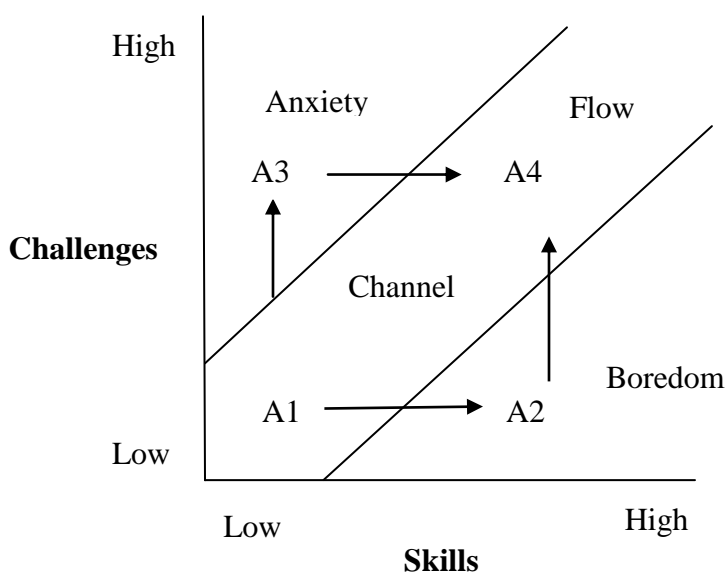 High
Anxiety
Flow
A3
A4
Challenges
Channel
Boredom
A1
A2
Low
Low
High
Skills